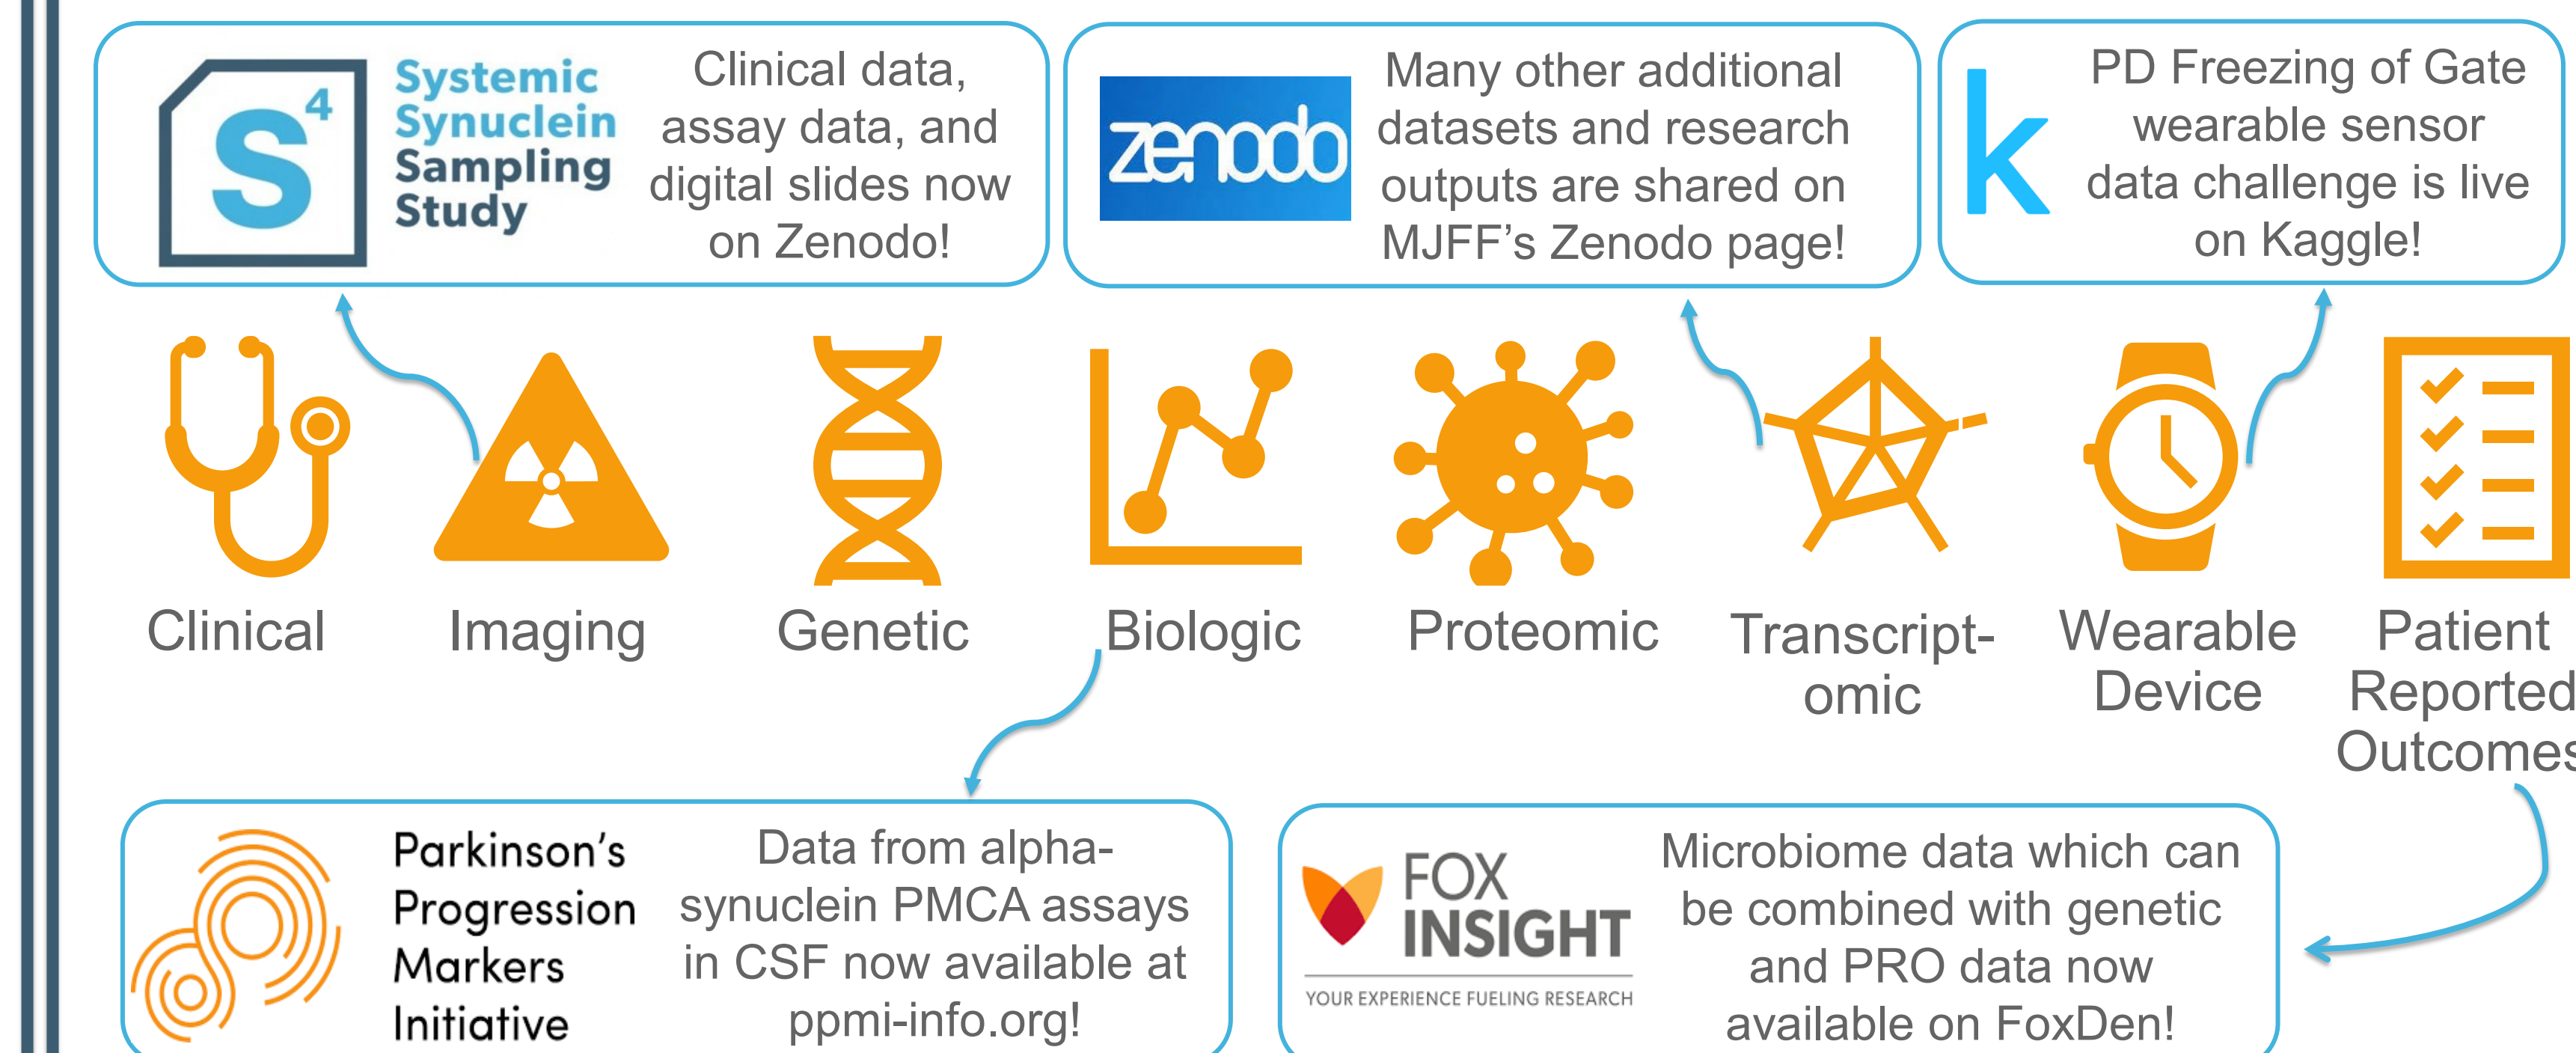 S4
Systemic
Synuclein
Sampling
Study
Clinical data,
assay data, and
digital slides now
on Zenodo!
zenodo
Many other additional
datasets and research
outputs are shared on
MJFF's Zenodo page!
k
PD Freezing of Gate
wearable sensor
data challenge is live
on Kaggle!
Clinical
Imaging
Genetic
Biologic
Proteomic
Transcript-
omic
Wearable
Device
Patient
Reported
Outcomes
Parkinson's
Progression
Markers
Initiative
Data from alpha-
synuclein PMCA assays
in CSF now available at
ppmi-info.org!
FOX
INSIGHT
YOUR EXPERIENCE FUELING RESEARCH
Microbiome data which can
be combined with genetic
and PRO data now
available on FoxDen!